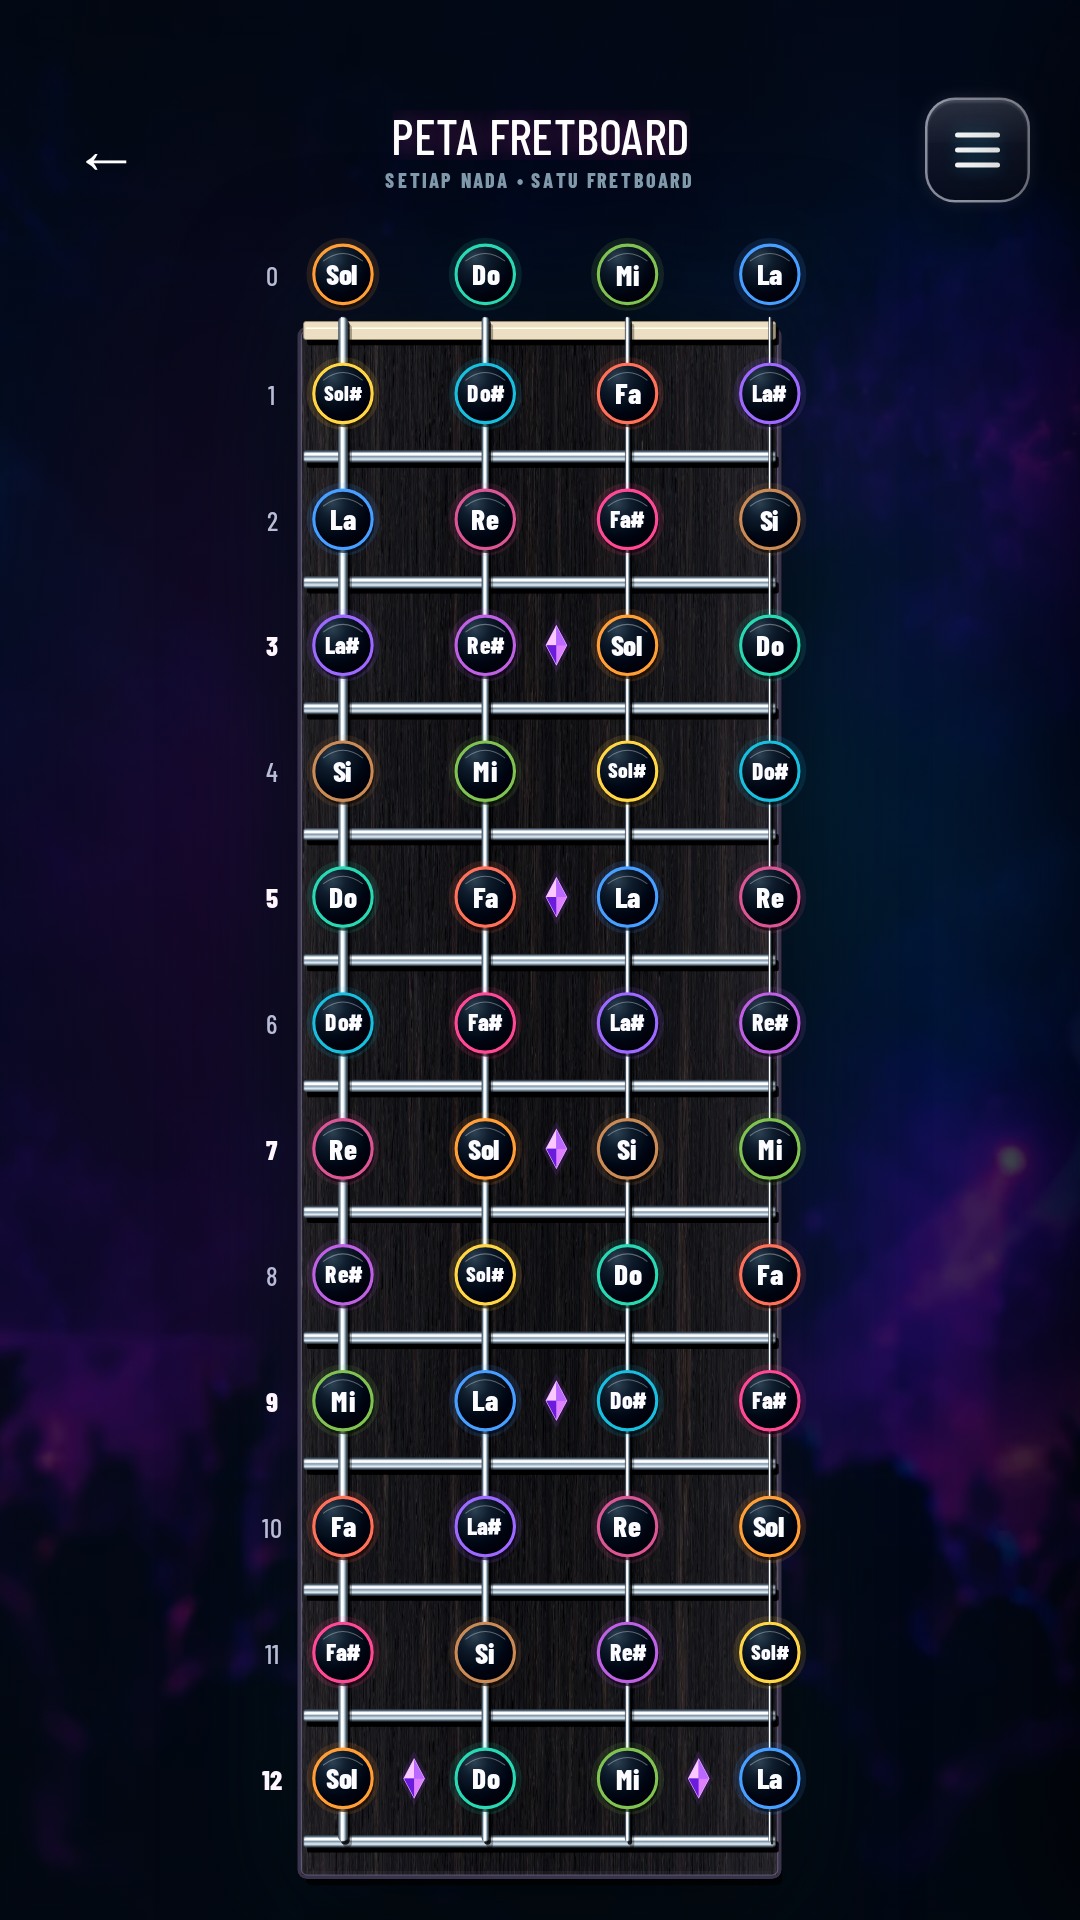 PETA FRETBOARD
SETIAP NADA • SATU FRETBOARD
0 Sol Do Mi La
1 Sol# Do# Fa La#
2 La Re Fa# Si
3 La# Re# Sol Do
4 Si Mi Sol# Do#
5 Do Fa La Re
6 Do# Fa# La# Re#
7 Re Sol Si Mi
8 Re# Sol# Do Fa
9 Mi La Do# Fa#
10 Fa La# Re Sol
11 Fa# Si Re# Sol#
12 Sol Do Mi La